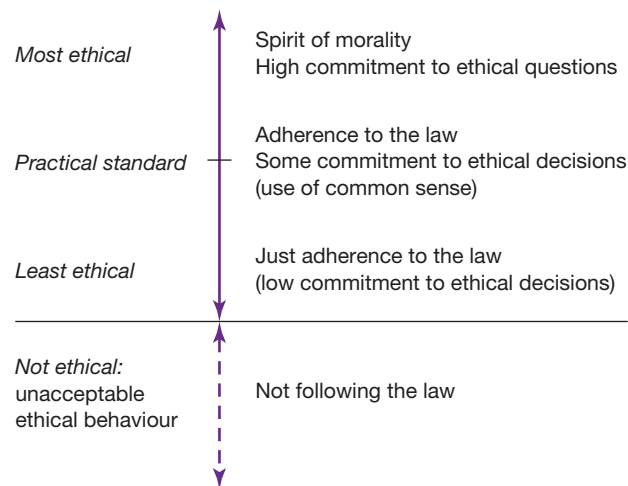 Most ethical
Spirit of morality
High commitment to ethical questions
Practical standard
Adherence to the law
Some commitment to ethical decisions
(use of common sense)
Least ethical
Just adherence to the law
(low commitment to ethical decisions)
Not ethical:
unacceptable
ethical behaviour
Not following the law